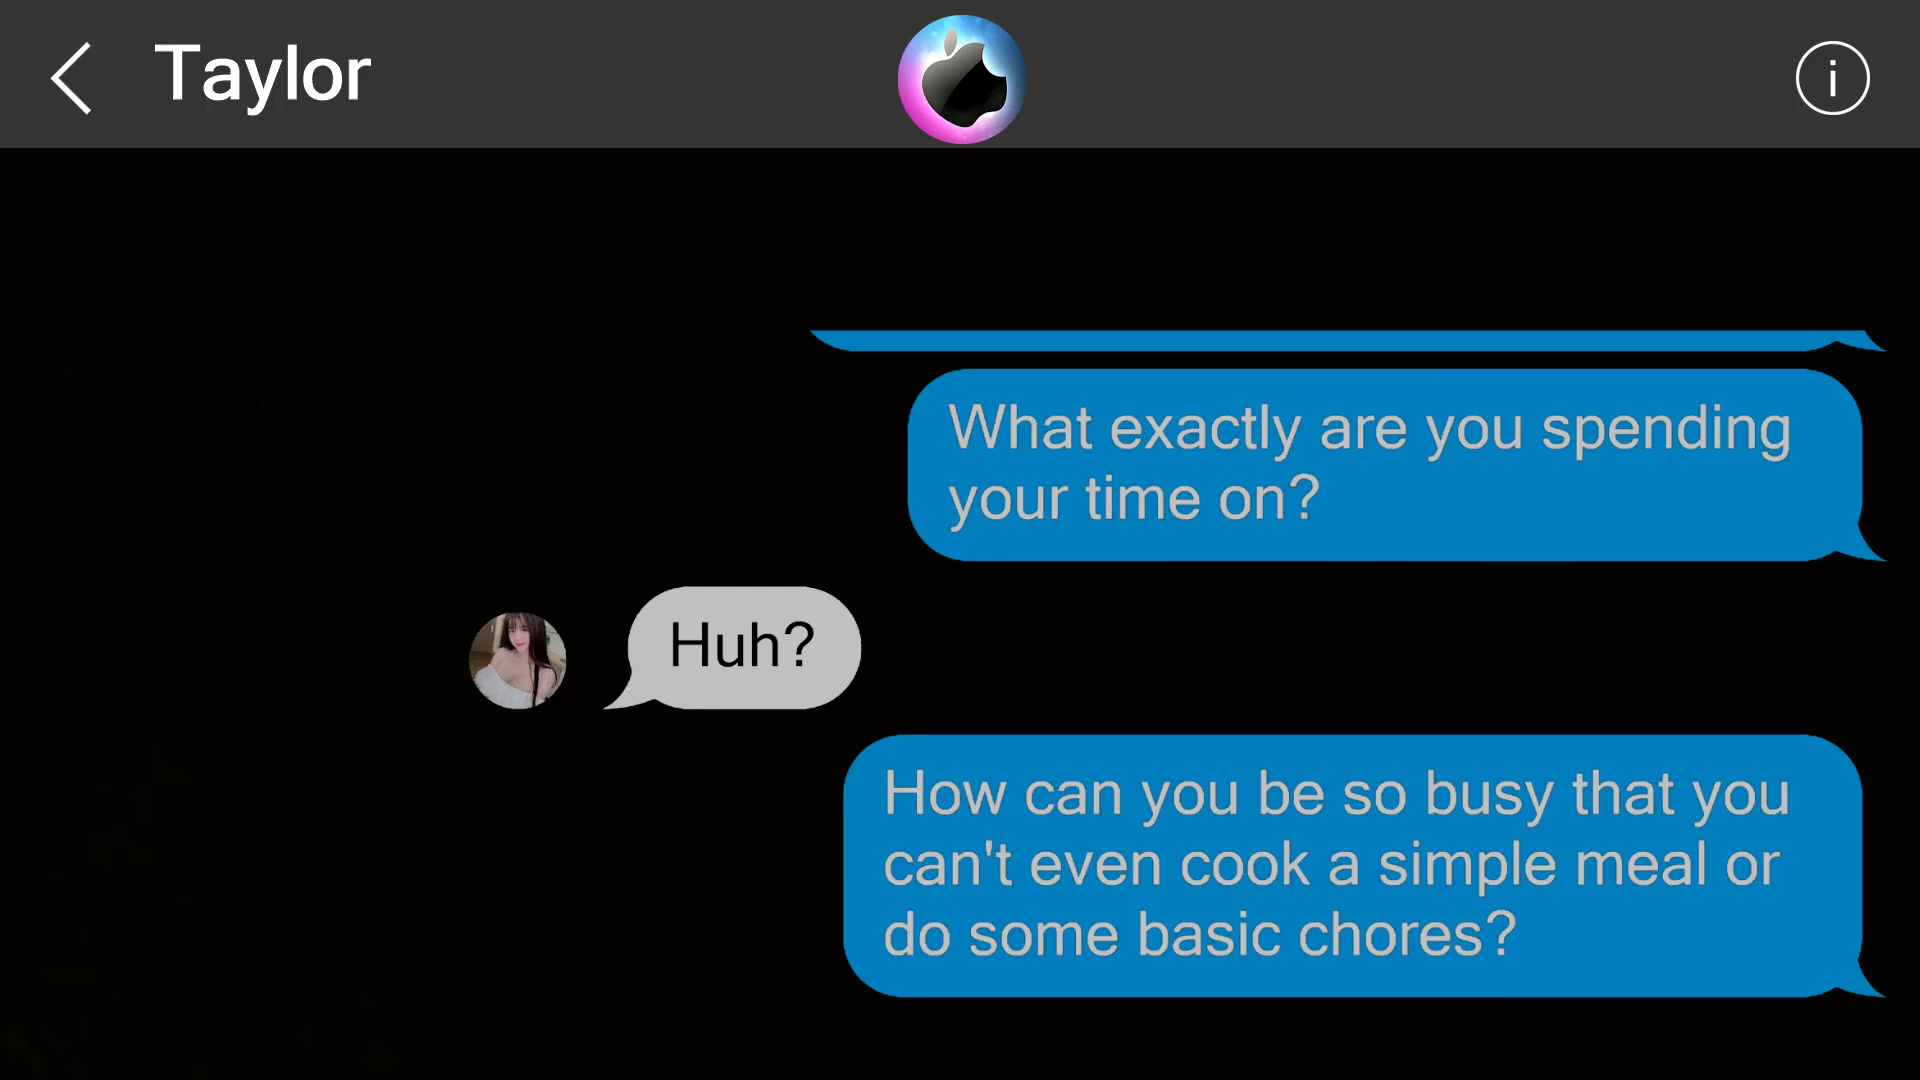 Taylor
i
What exactly are you spending
your time on?
Huh?
How can you be so busy that you
can't even cook a simple meal or
do some basic chores?